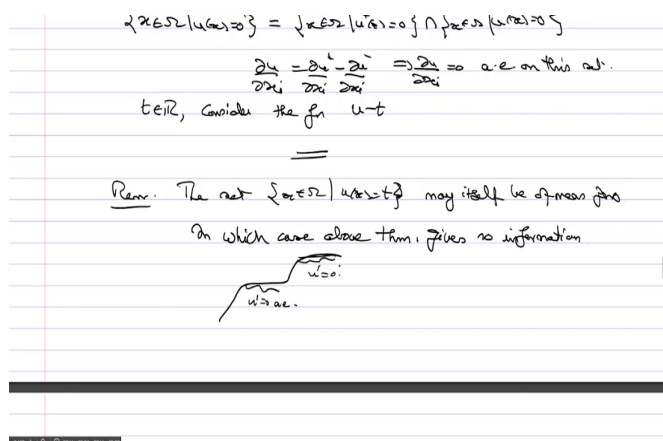 {x∈Ω | u(x)=0} = {x∈Ω | u⁺(x)=0} ∩ {x∈Ω | u⁻(x)=0}
∂u/∂xi = ∂u⁺/∂xi - ∂u⁻/∂xi ⇒ ∂u/∂xi = 0 a.e on this set.
t∈ℝ, Consider the fn u-t
Rem. The set {x∈Ω | u(x)=t} may itself be of meas zero
In which case above thm. gives no information
u'=0.
u'=0 a.e.